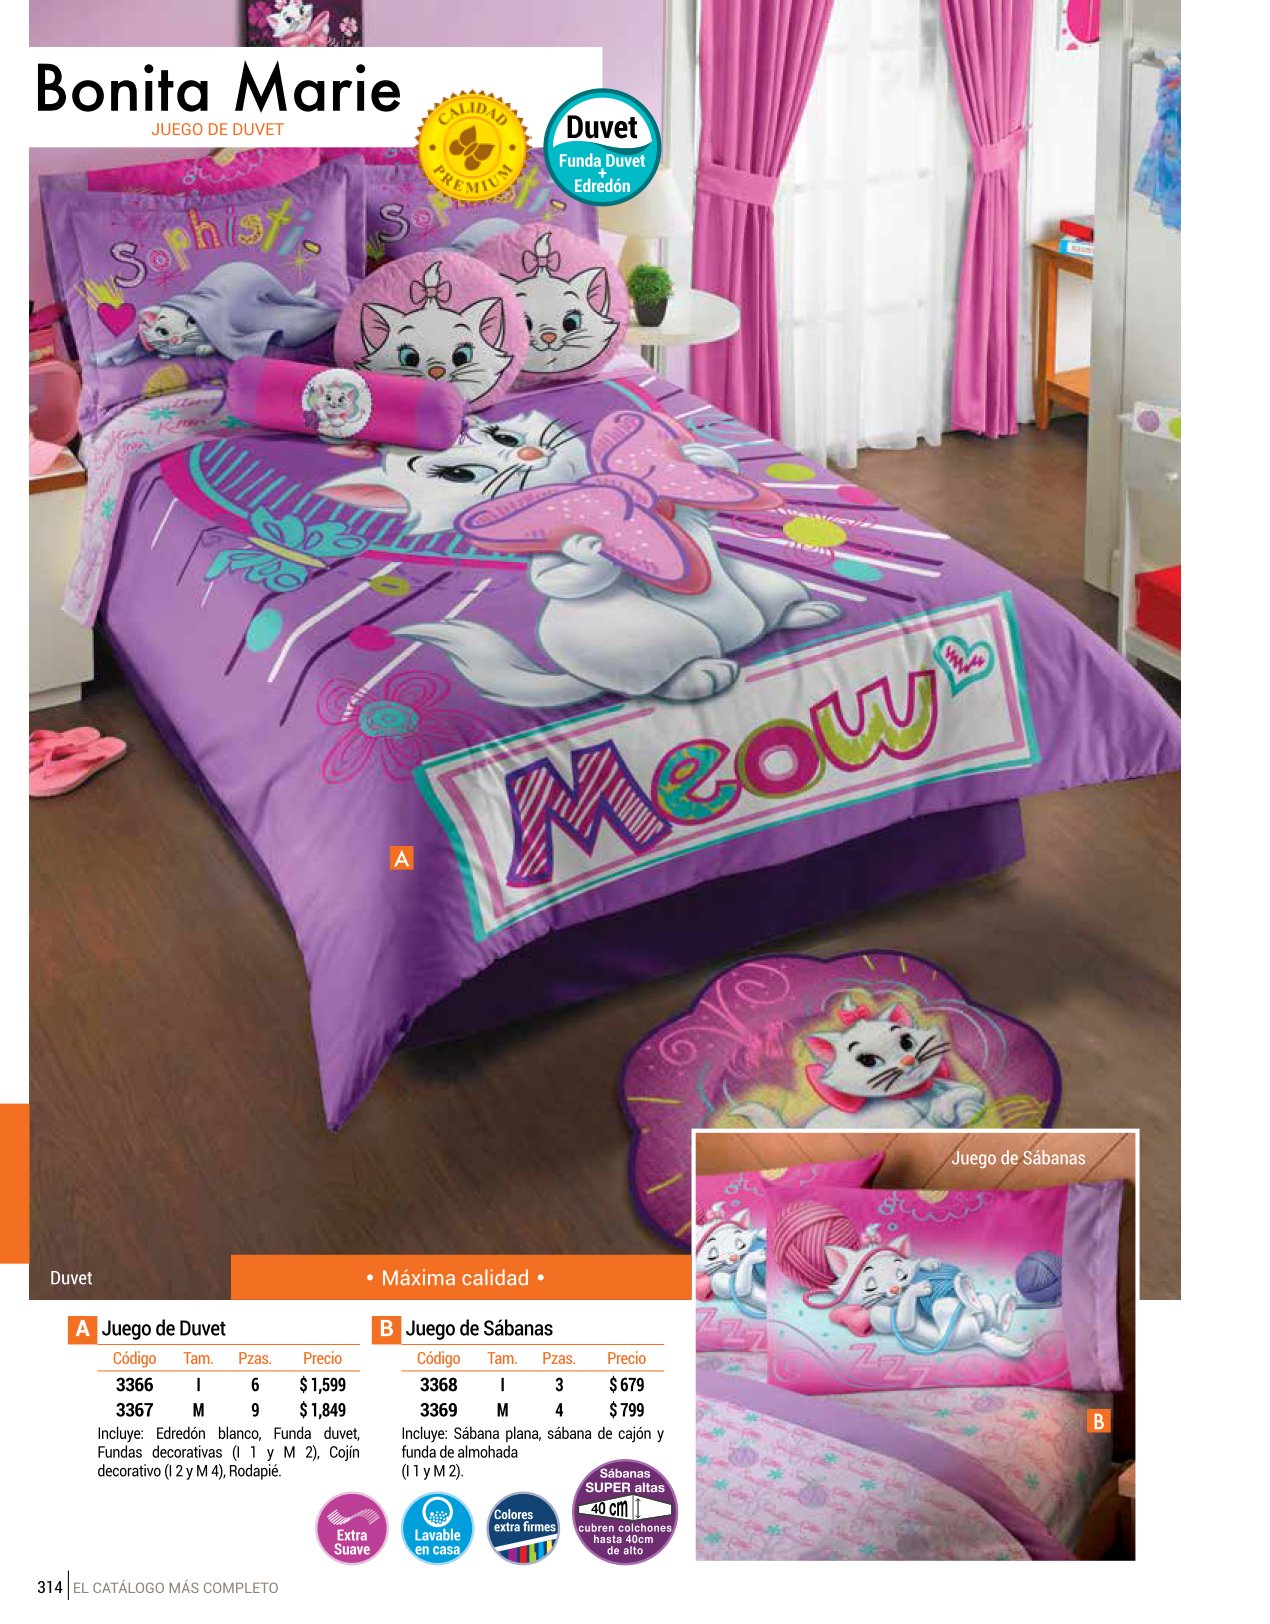 Bonita Marie
JUEGO DE DUVET
CALIDAD
PREMIUM
Duvet
Funda Duvet
+
Edredón
Sophisti-
Sophisti-
Meow
A
Juego de Sábanas
ZZZ
B
Duvet
• Máxima calidad •
A Juego de Duvet
Código Tam. Pzas. Precio
3366 I 6 $ 1,599
3367 M 9 $ 1,849
Incluye: Edredón blanco, Funda duvet,
Fundas decorativas (I 1 y M 2), Cojín
decorativo (I 2 y M 4), Rodapié.
B Juego de Sábanas
Código Tam. Pzas. Precio
3368 I 3 $ 679
3369 M 4 $ 799
Incluye: Sábana plana, sábana de cajón y
funda de almohada
(I 1 y M 2).
Extra
Suave
Lavable
en casa
Colores
extra firmes
Sábanas
SUPER altas
40 cm
cubren colchones
hasta 40cm
de alto
314 EL CATÁLOGO MÁS COMPLETO